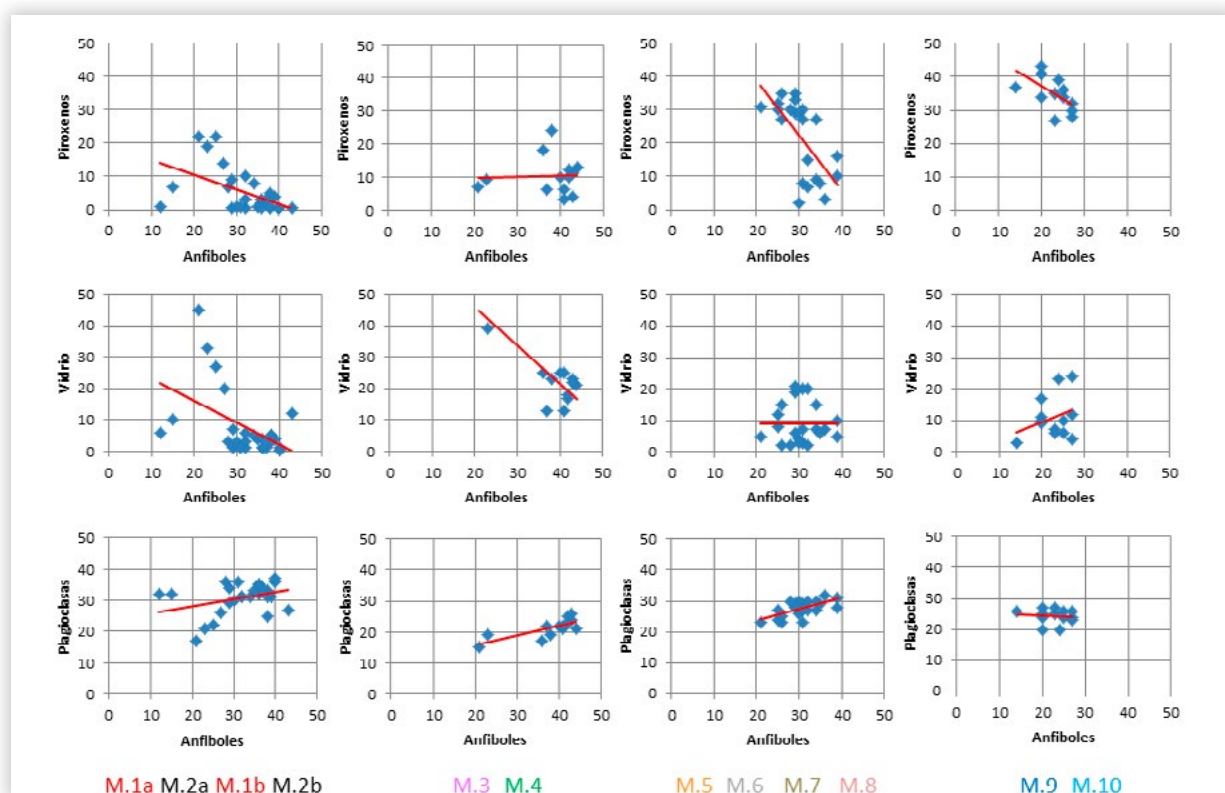 50 50 50 50
40 40 40 40
30 30 30 30
20 20 20 20
10 10 10 10
0 0 0 0
Piroxenos Piroxenos Piroxenos Piroxenos
0 10 20 30 40 50 0 10 20 30 40 50 0 10 20 30 40 50 0 10 20 30 40 50
Anfiboles Anfiboles Anfiboles Anfiboles
50 50 50 50
40 40 40 40
30 30 30 30
20 20 20 20
10 10 10 10
0 0 0 0
Vidrio Vidrio Vidrio Vidrio
0 10 20 30 40 50 0 10 20 30 40 50 0 10 20 30 40 50 0 10 20 30 40 50
Anfiboles Anfiboles Anfiboles Anfiboles
50 50 50 50
40 40 40 40
30 30 30 30
20 20 20 20
10 10 10 10
0 0 0 0
Plagioclasas Plagioclasas Plagioclasas Plagioclasas
0 10 20 30 40 50 0 10 20 30 40 50 0 10 20 30 40 50 0 10 20 30 40 50
Anfiboles Anfiboles Anfiboles Anfiboles
M.1a M.2a M.1b M.2b M.3 M.4 M.5 M.6 M.7 M.8 M.9 M.10